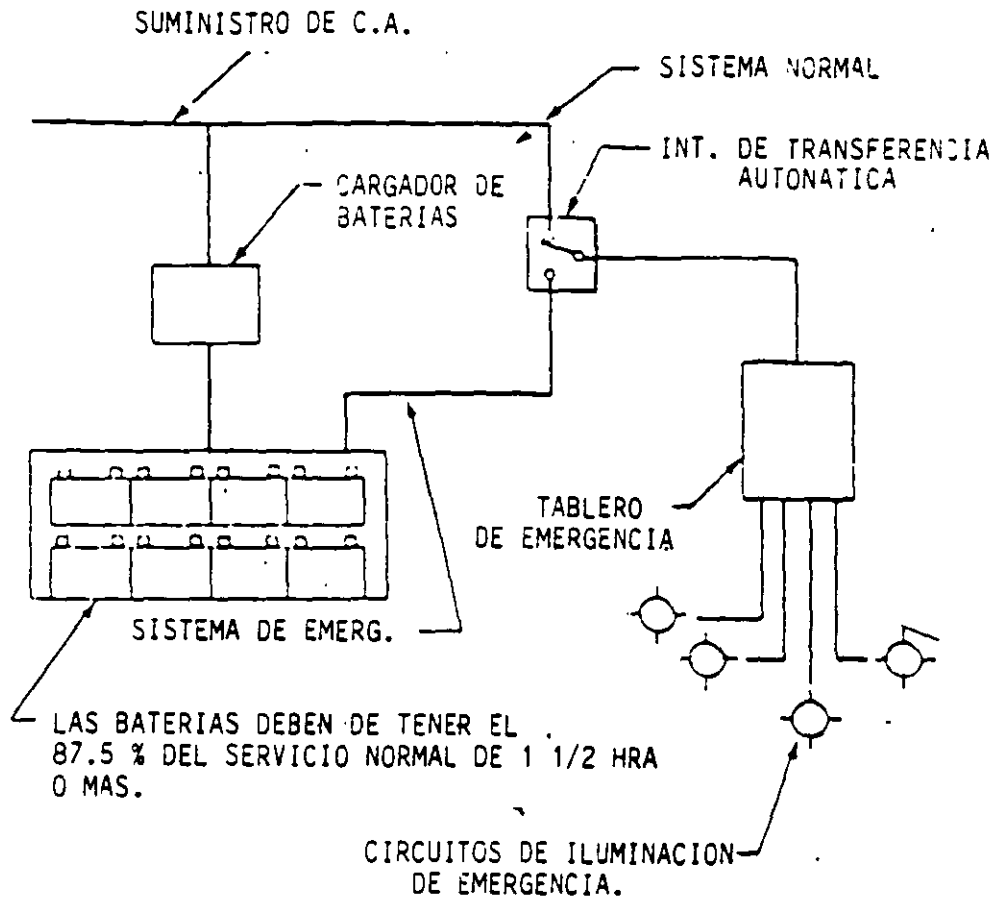 SUMINISTRO DE C.A.
SISTEMA NORMAL
INT. DE TRANSFERENCIA
AUTONATICA
CARGADOR DE
BATERIAS
TABLERO
DE EMERGENCIA
SISTEMA DE EMERG.
LAS BATERIAS DEBEN DE TENER EL
87.5 % DEL SERVICIO NORMAL DE 1 1/2 HRA
O MAS.
CIRCUITOS DE ILUMINACION
DE EMERGENCIA.